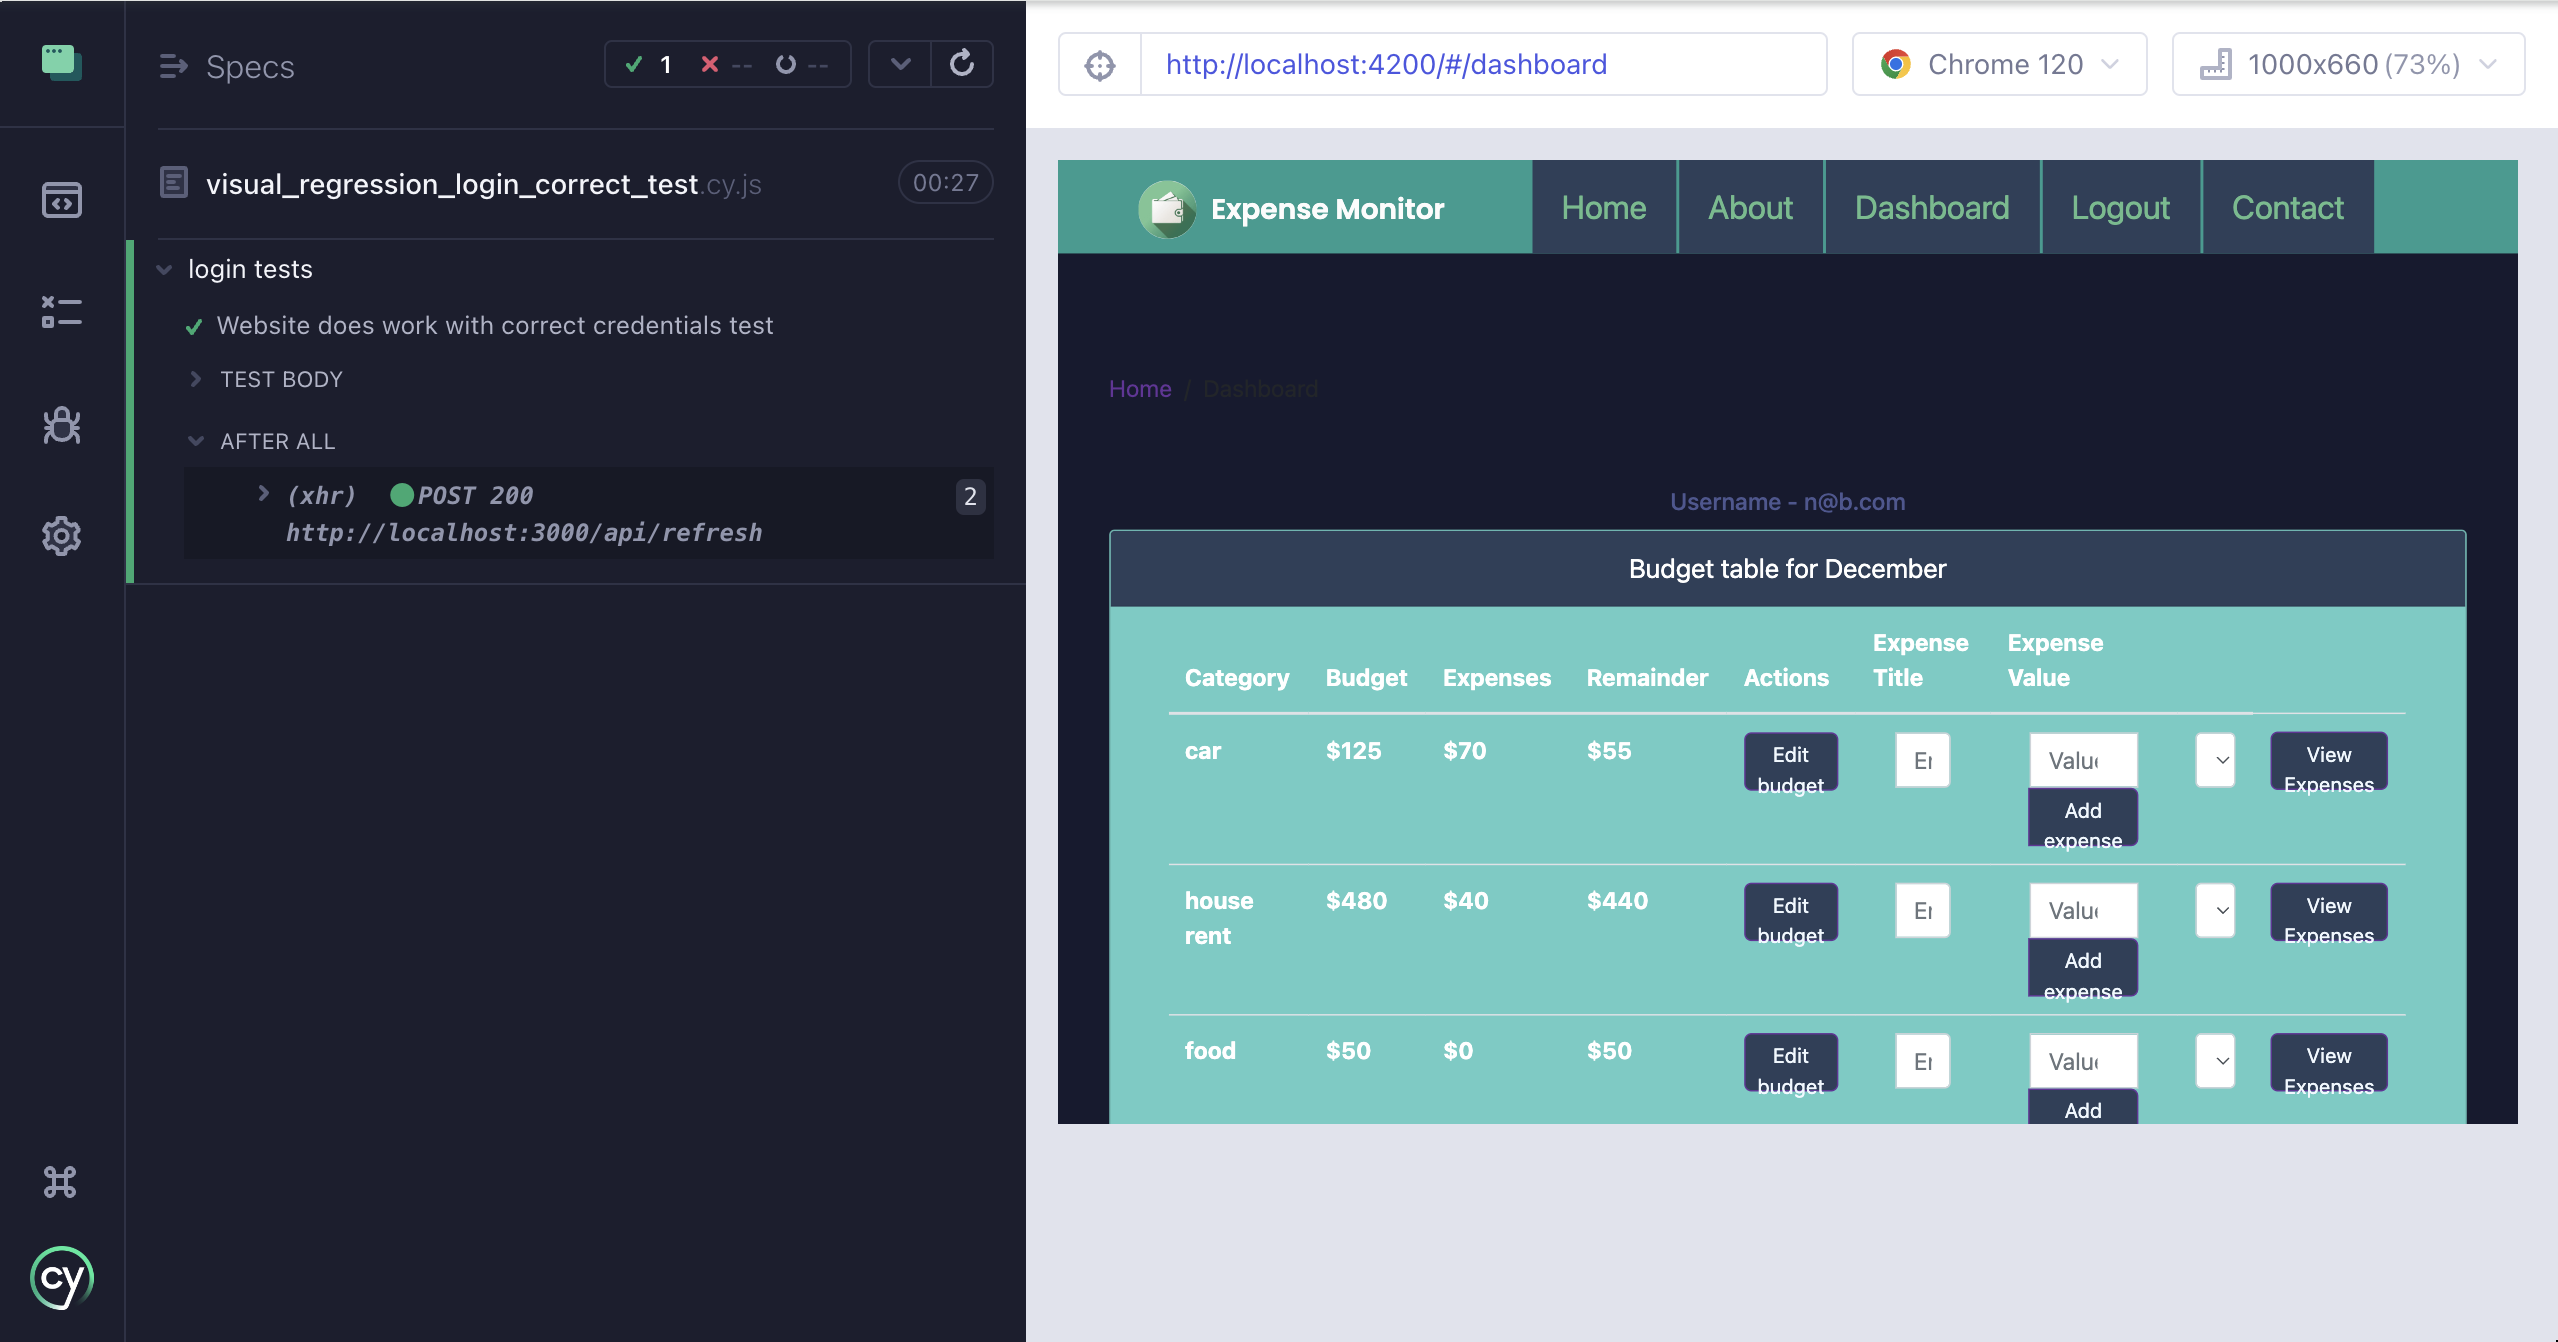 Specs
1
--
--
visual_regression_login_correct_test.cy.js
00:27
login tests
Website does work with correct credentials test
TEST BODY
AFTER ALL
(xhr) POST 200
http://localhost:3000/api/refresh
2
cy
http://localhost:4200/#/dashboard
Chrome 120
1000x660 (73%)
Expense Monitor
Home
About
Dashboard
Logout
Contact
Home / Dashboard
Username - n@b.com
Budget table for December
Category Budget Expenses Remainder Actions Expense Title Expense Value
car $125 $70 $55
Edit
budget
Value
Add
expense
View
Expenses
house
rent
$480 $40 $440
Edit
budget
Value
Add
expense
View
Expenses
food $50 $0 $50
Edit
budget
Value
Add
View
Expenses